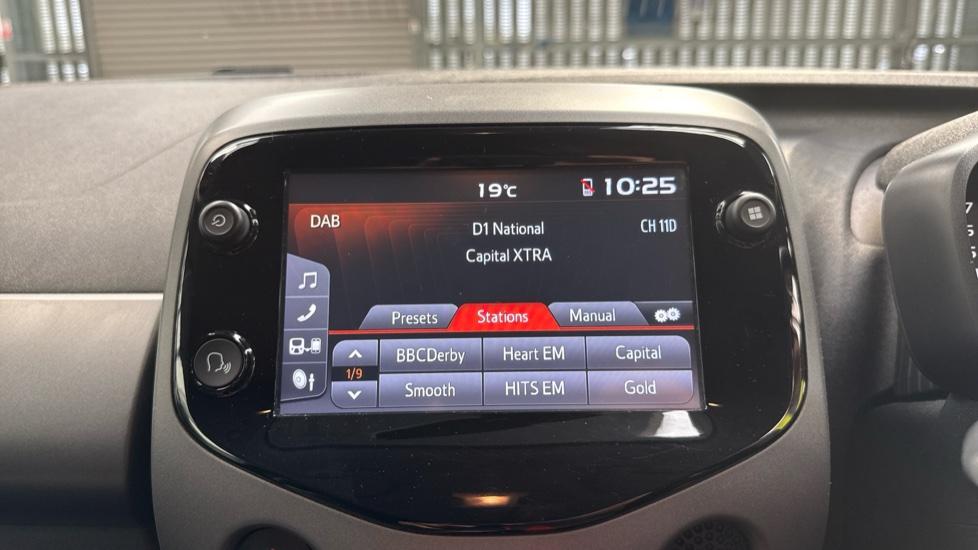 19°C 10:25
DAB D1 National CH 11D
Capital XTRA
Presets Stations Manual
1/9
BBCDerby Heart EM Capital
Smooth HITS EM Gold